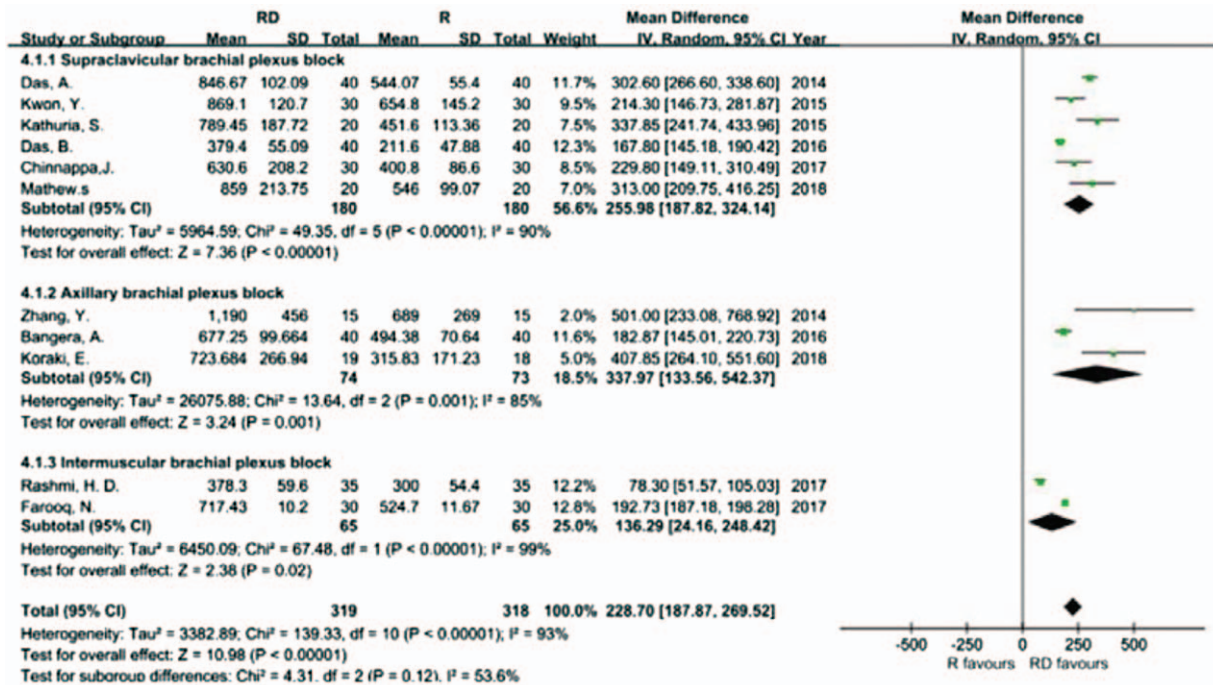 RD R Mean Difference Mean Difference
Study or Subgroup Mean SD Total Mean SD Total Weight IV, Random, 95% CI Year IV, Random, 95% CI
4.1.1 Supraclavicular brachial plexus block
Das, A. 846.67 102.09 40 544.07 55.4 40 11.7% 302.60 [266.60, 338.60] 2014
Kwon, Y. 869.1 120.7 30 654.8 145.2 30 9.5% 214.30 [146.73, 281.87] 2015
Kathuria, S. 789.45 187.72 20 451.6 113.36 20 7.5% 337.85 [241.74, 433.96] 2015
Das, B. 379.4 55.09 40 211.6 47.88 40 12.3% 167.80 [145.18, 190.42] 2016
Chinnappa,J. 630.6 208.2 30 400.8 86.6 30 8.5% 229.80 [149.11, 310.49] 2017
Mathew.s 859 213.75 20 546 99.07 20 7.0% 313.00 [209.75, 416.25] 2018
Subtotal (95% CI) 180 180 56.6% 255.98 [187.82, 324.14]
Heterogeneity: Tau² = 5964.59; Chi² = 49.35, df = 5 (P < 0.00001); I² = 90%
Test for overall effect: Z = 7.36 (P < 0.00001)
4.1.2 Axillary brachial plexus block
Zhang, Y. 1,190 456 15 689 269 15 2.0% 501.00 [233.08, 768.92] 2014
Bangera, A. 677.25 99.664 40 494.38 70.64 40 11.6% 182.87 [145.01, 220.73] 2016
Koraki, E. 723.684 266.94 19 315.83 171.23 18 5.0% 407.85 [264.10, 551.60] 2018
Subtotal (95% CI) 74 73 18.5% 337.97 [133.56, 542.37]
Heterogeneity: Tau² = 26075.88; Chi² = 13.64, df = 2 (P = 0.001); I² = 85%
Test for overall effect: Z = 3.24 (P = 0.001)
4.1.3 Intermuscular brachial plexus block
Rashmi, H. D. 378.3 59.6 35 300 54.4 35 12.2% 78.30 [51.57, 105.03] 2017
Farooq, N. 717.43 10.2 30 524.7 11.67 30 12.8% 192.73 [187.18, 198.28] 2017
Subtotal (95% CI) 65 65 25.0% 136.29 [24.16, 248.42]
Heterogeneity: Tau² = 6450.09; Chi² = 67.48, df = 1 (P < 0.00001); I² = 99%
Test for overall effect: Z = 2.38 (P = 0.02)
Total (95% CI) 319 318 100.0% 228.70 [187.87, 269.52]
Heterogeneity: Tau² = 3382.89; Chi² = 139.33, df = 10 (P < 0.00001); I² = 93%
Test for overall effect: Z = 10.98 (P < 0.00001)
Test for subgroup differences: Chi² = 4.31. df = 2 (P = 0.12). I² = 53.6%
-500 -250 0 250 500
R favours RD favours